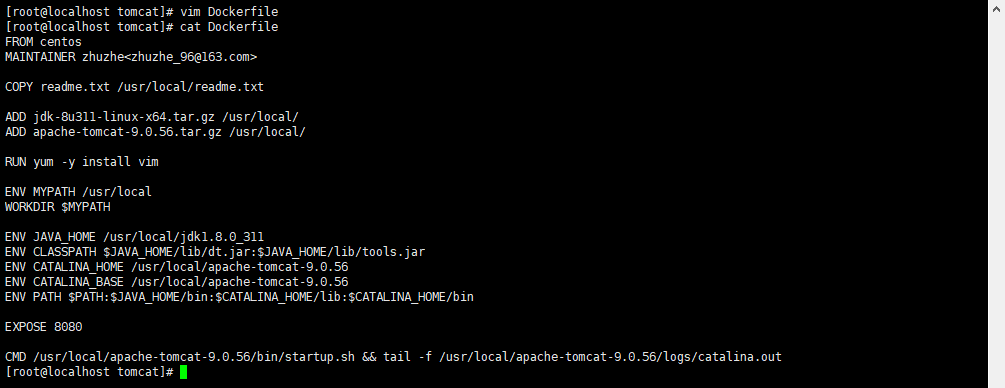 [root@localhost tomcat]# vim Dockerfile
[root@localhost tomcat]# cat Dockerfile
FROM centos
MAINTAINER zhuzhe<zhuzhe_96@163.com>
COPY readme.txt /usr/local/readme.txt
ADD jdk-8u311-linux-x64.tar.gz /usr/local/
ADD apache-tomcat-9.0.56.tar.gz /usr/local/
RUN yum -y install vim
ENV MYPATH /usr/local
WORKDIR $MYPATH
ENV JAVA_HOME /usr/local/jdk1.8.0_311
ENV CLASSPATH $JAVA_HOME/lib/dt.jar:$JAVA_HOME/lib/tools.jar
ENV CATALINA_HOME /usr/local/apache-tomcat-9.0.56
ENV CATALINA_BASE /usr/local/apache-tomcat-9.0.56
ENV PATH $PATH:$JAVA_HOME/bin:$CATALINA_HOME/lib:$CATALINA_HOME/bin
EXPOSE 8080
CMD /usr/local/apache-tomcat-9.0.56/bin/startup.sh && tail -f /usr/local/apache-tomcat-9.0.56/logs/catalina.out
[root@localhost tomcat]#